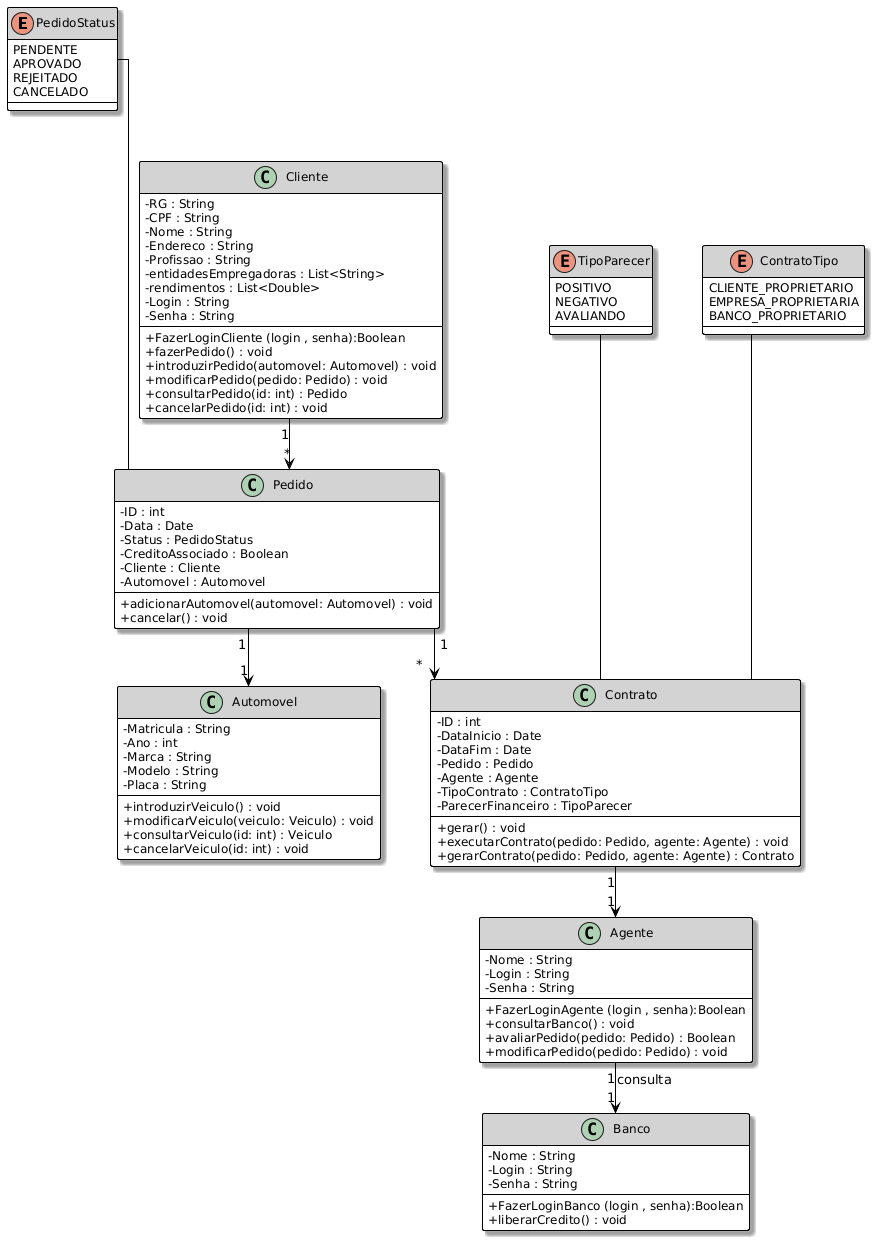 E PedidoStatus
PENDENTE
APROVADO
REJEITADO
CANCELADO
C Cliente
-RG : String
-CPF : String
-Nome : String
-Endereco : String
-Profissao : String
-entidadesEmpregadoras : List<String>
-rendimentos : List<Double>
-Login : String
-Senha : String
+FazerLoginCliente (login , senha):Boolean
+fazerPedido() : void
+introduzirPedido(automovel: Automovel) : void
+modificarPedido(pedido: Pedido) : void
+consultarPedido(id: int) : Pedido
+cancelarPedido(id: int) : void
E TipoParecer
POSITIVO
NEGATIVO
AVALIANDO
E ContratoTipo
CLIENTE_PROPRIETARIO
EMPRESA_PROPRIETARIA
BANCO_PROPRIETARIO
1
*
C Pedido
-ID : int
-Data : Date
-Status : PedidoStatus
-CreditoAssociado : Boolean
-Cliente : Cliente
-Automovel : Automovel
+adicionarAutomovel(automovel: Automovel) : void
+cancelar() : void
1
1
1
*
C Automovel
-Matricula : String
-Ano : int
-Marca : String
-Modelo : String
-Placa : String
+introduzirVeiculo() : void
+modificarVeiculo(veiculo: Veiculo) : void
+consultarVeiculo(id: int) : Veiculo
+cancelarVeiculo(id: int) : void
C Contrato
-ID : int
-DataInicio : Date
-DataFim : Date
-Pedido : Pedido
-Agente : Agente
-TipoContrato : ContratoTipo
-ParecerFinanceiro : TipoParecer
+gerar() : void
+executarContrato(pedido: Pedido, agente: Agente) : void
+gerarContrato(pedido: Pedido, agente: Agente) : Contrato
1
1
C Agente
-Nome : String
-Login : String
-Senha : String
+FazerLoginAgente (login , senha):Boolean
+consultarBanco() : void
+avaliarPedido(pedido: Pedido) : Boolean
+modificarPedido(pedido: Pedido) : void
1 consulta
1
C Banco
-Nome : String
-Login : String
-Senha : String
+FazerLoginBanco (login , senha):Boolean
+liberarCredito() : void